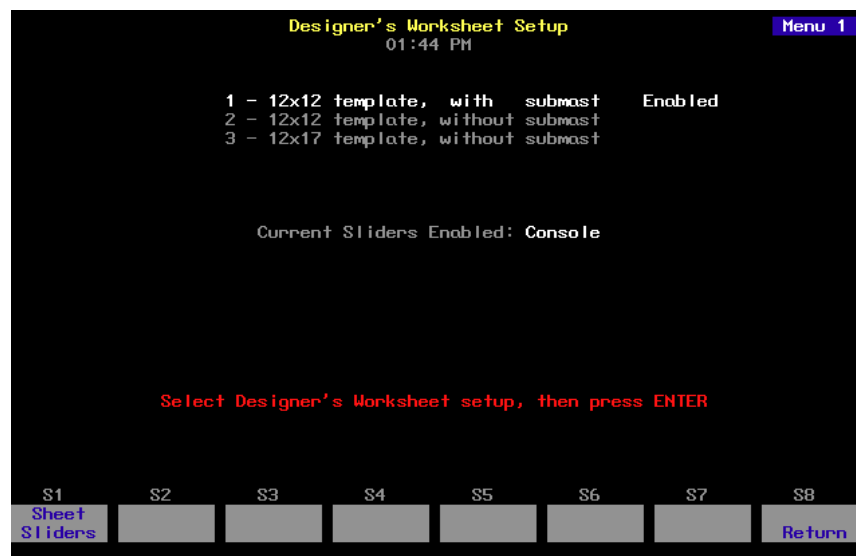 Designer's Worksheet Setup Menu 1
01:44 PM
1 - 12x12 template, with submast Enabled
2 - 12x12 template, without submast
3 - 12x17 template, without submast
Current Sliders Enabled: Console
Select Designer's Worksheet setup, then press ENTER
S1 S2 S3 S4 S5 S6 S7 S8
Sheet
Sliders Return